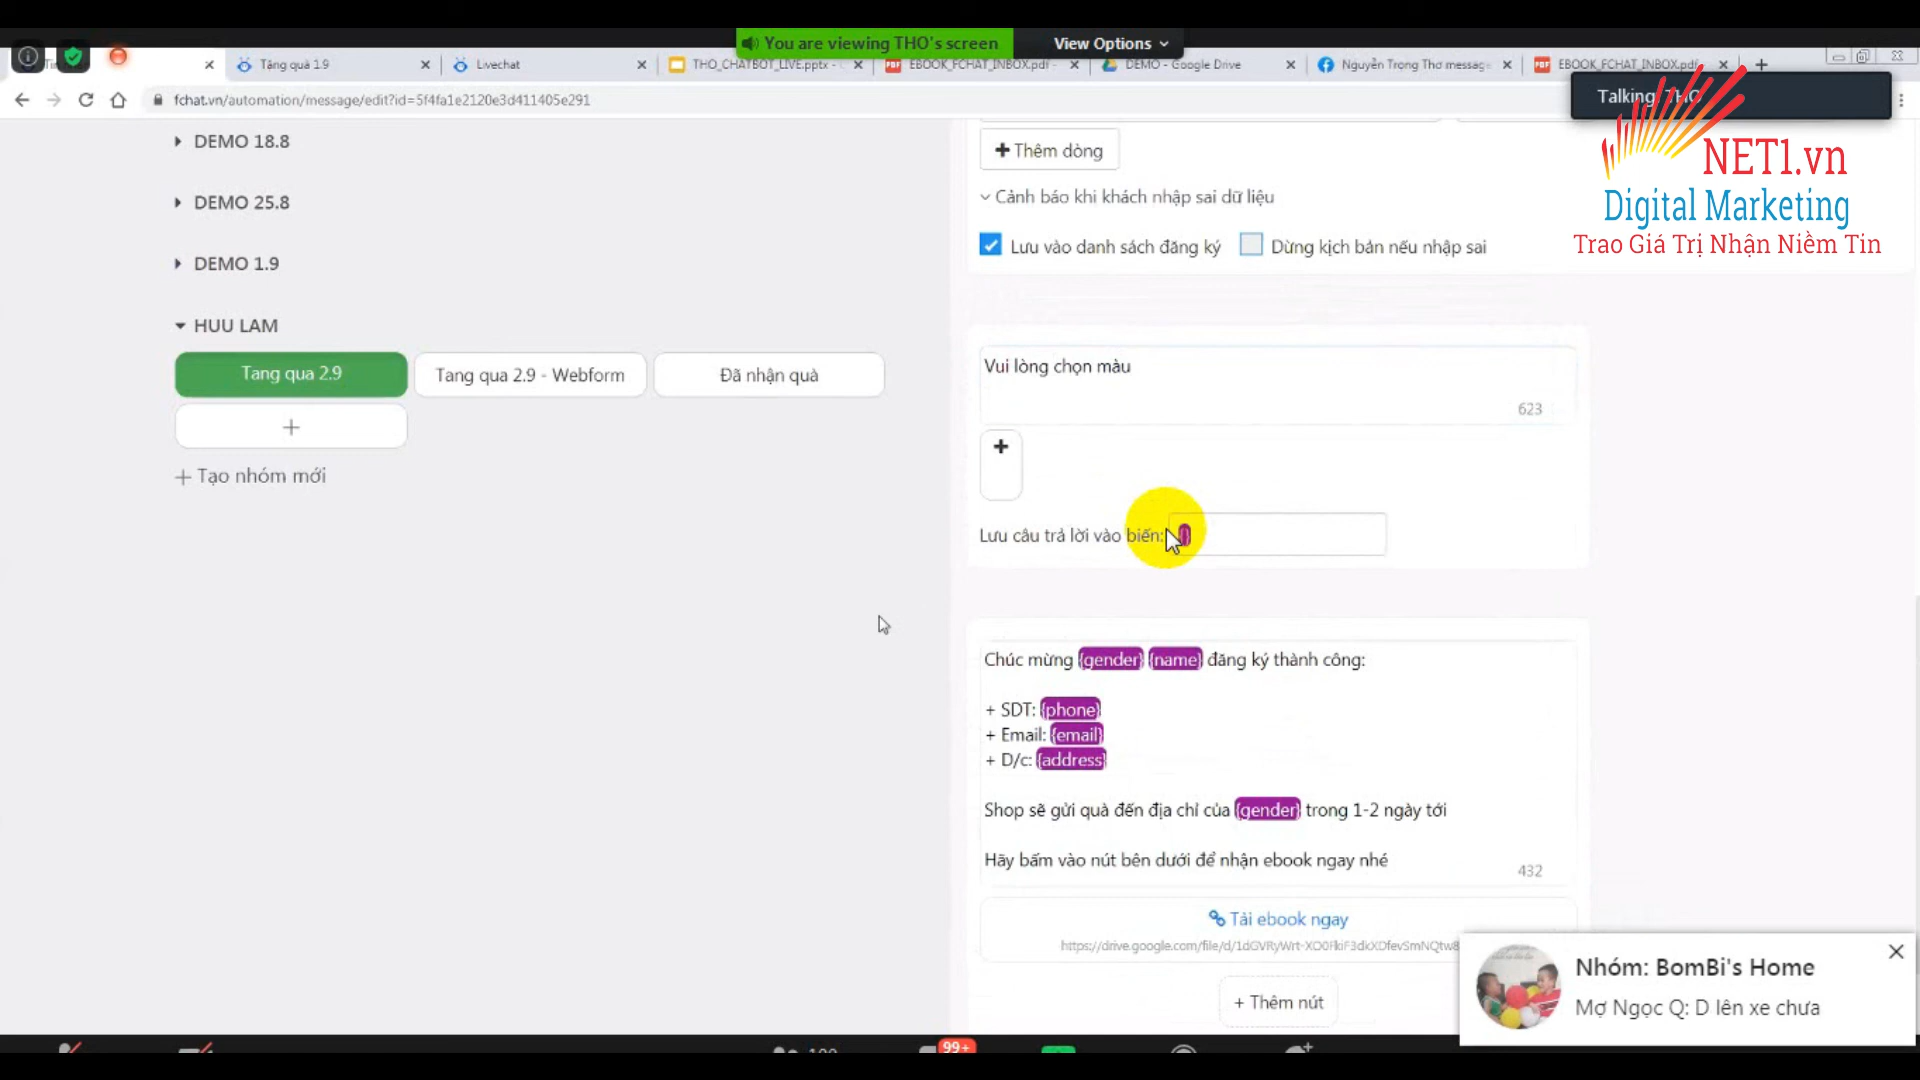 You are viewing THO's screen
View Options
Tặng quà 1.9
Livechat
THO_CHATBOT_LIVE.pptx -
EBOOK_FCHAT_INBOX.pdf -
DEMO - Google Drive
Nguyễn Trọng Thơ messag
EBOOK_FCHAT_INBOX.pdf
fchat.vn/automation/message/edit?id=5f4fa1e2120e3d411405e291
Talking: THO
NET1.vn
Digital Marketing
Trao Giá Trị Nhận Niềm Tin
DEMO 18.8
DEMO 25.8
DEMO 1.9
HUU LAM
Tang qua 2.9
Tang qua 2.9 - Webform
Đã nhận quà
+
+ Tạo nhóm mới
+ Thêm dòng
Cảnh báo khi khách nhập sai dữ liệu
Lưu vào danh sách đăng ký
Dừng kịch bản nếu nhập sai
Vui lòng chọn màu
623
+
Lưu câu trả lời vào biến: {}
Chúc mừng {gender} {name} đăng ký thành công:
+ SDT: {phone}
+ Email: {email}
+ D/c: {address}
Shop sẽ gửi quà đến địa chỉ của {gender} trong 1-2 ngày tới
Hãy bấm vào nút bên dưới để nhận ebook ngay nhé
432
Tải ebook ngay
+ Thêm nút
Nhóm: BomBi's Home
Mợ Ngọc Q: D lên xe chưa
99+